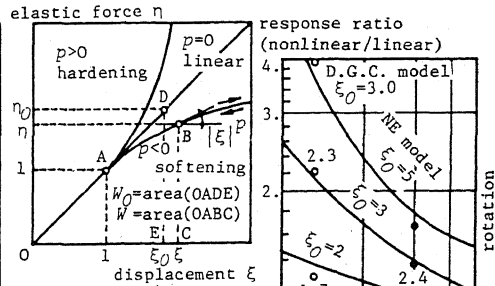 elastic force η
p>0
hardening
p=0
linear
η₀
η
D
B
|ξ|ᵖ
A
p<0
softening
1
W₀=area(OADE)
W=area(OABC)
E C
0
1
ξ₀ ξ
displacement ξ
response ratio
(nonlinear/linear)
4.
D.G.C. model
ξ₀=3.0
3.
NE model
ξ₀=5
2.3
2.
ξ₀=3
ξ₀=2
2.4
rotation